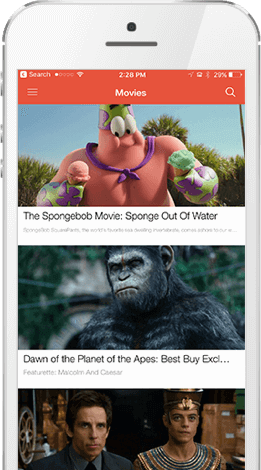 Search 2:28 PM 29%
Movies
The Spongebob Movie: Sponge Out Of Water
SpongeBob SquarePants, the world's favorite sea dwelling invertebrate, comes ashore to our w...
Dawn of the Planet of the Apes: Best Buy Excl...
Featurette: Malcolm And Caesar